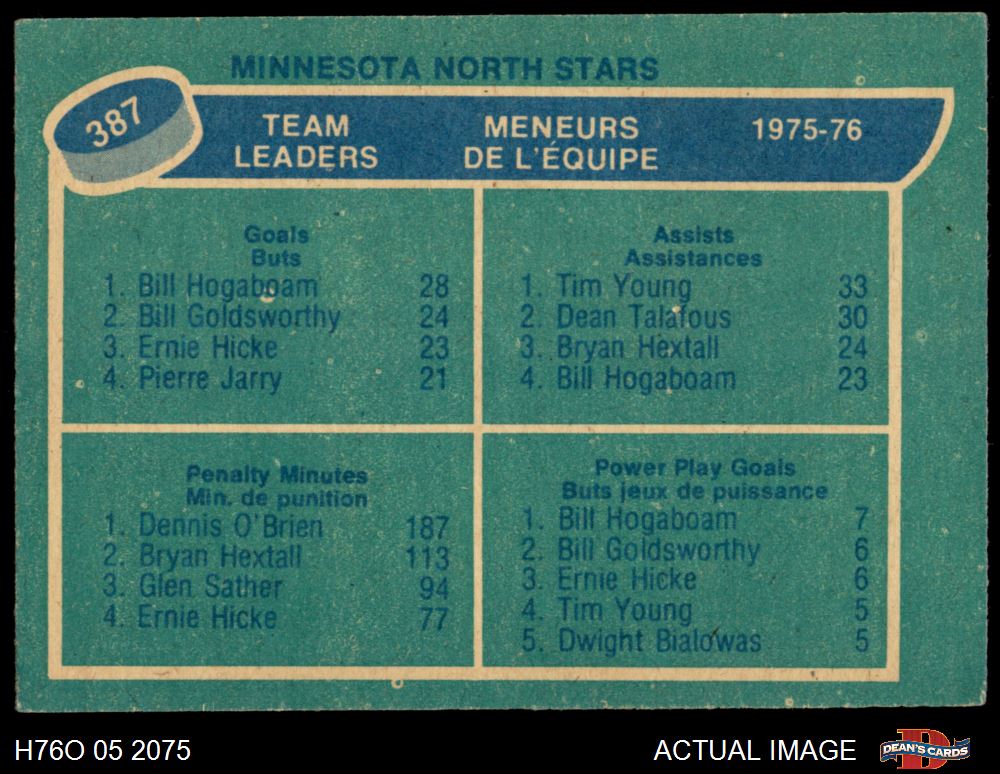 MINNESOTA NORTH STARS
387
TEAM LEADERS
MENEURS DE L'ÉQUIPE
1975-76
Goals
Buts
1. Bill Hogaboam 28
2. Bill Goldsworthy 24
3. Ernie Hicke 23
4. Pierre Jarry 21
Assists
Assistances
1. Tim Young 33
2. Dean Talafous 30
3. Bryan Hextall 24
4. Bill Hogaboam 23
Penalty Minutes
Min. de punition
1. Dennis O'Brien 187
2. Bryan Hextall 113
3. Glen Sather 94
4. Ernie Hicke 77
Power Play Goals
Buts jeux de puissance
1. Bill Hogaboam 7
2. Bill Goldsworthy 6
3. Ernie Hicke 6
4. Tim Young 5
5. Dwight Bialowas 5
H76O 05 2075
ACTUAL IMAGE
D
DEAN'S CARDS